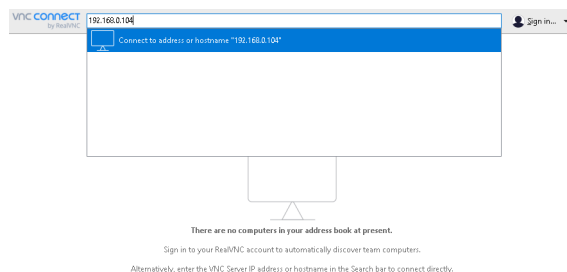 vnc connect
by RealVNC
192.168.0.104
Sign in...
Connect to address or hostname "192.168.0.104"
There are no computers in your address book at present.
Sign in to your RealVNC account to automatically discover team computers.
Alternatively, enter the VNC Server IP address or hostname in the Search bar to connect directly.